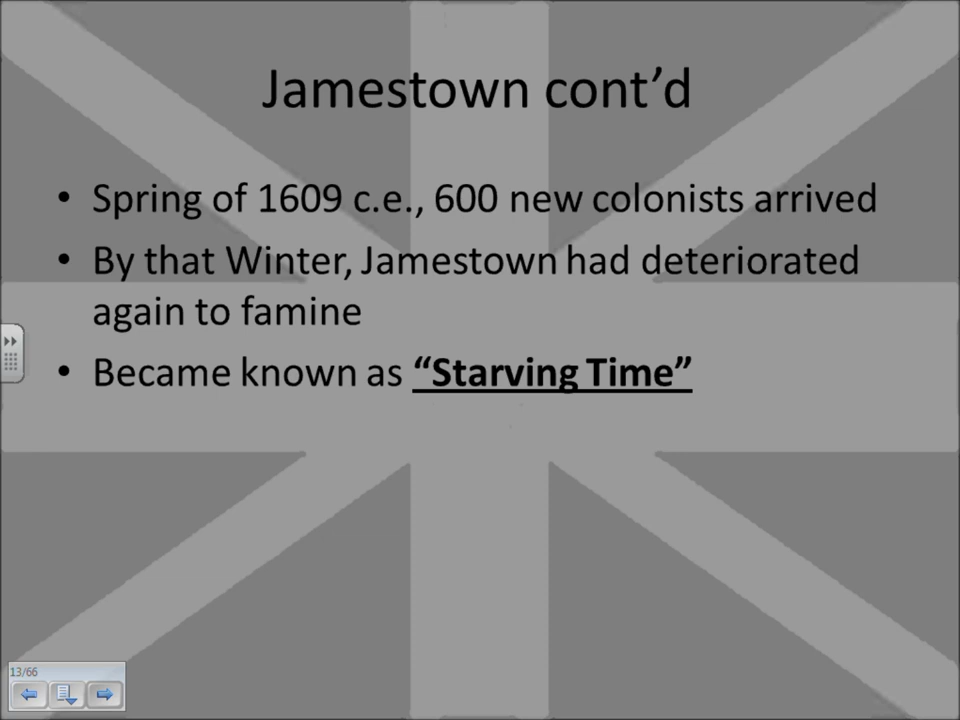 Jamestown cont’d
• Spring of 1609 c.e., 600 new colonists arrived
• By that Winter, Jamestown had deteriorated
again to famine
• Became known as “Starving Time”
13/66